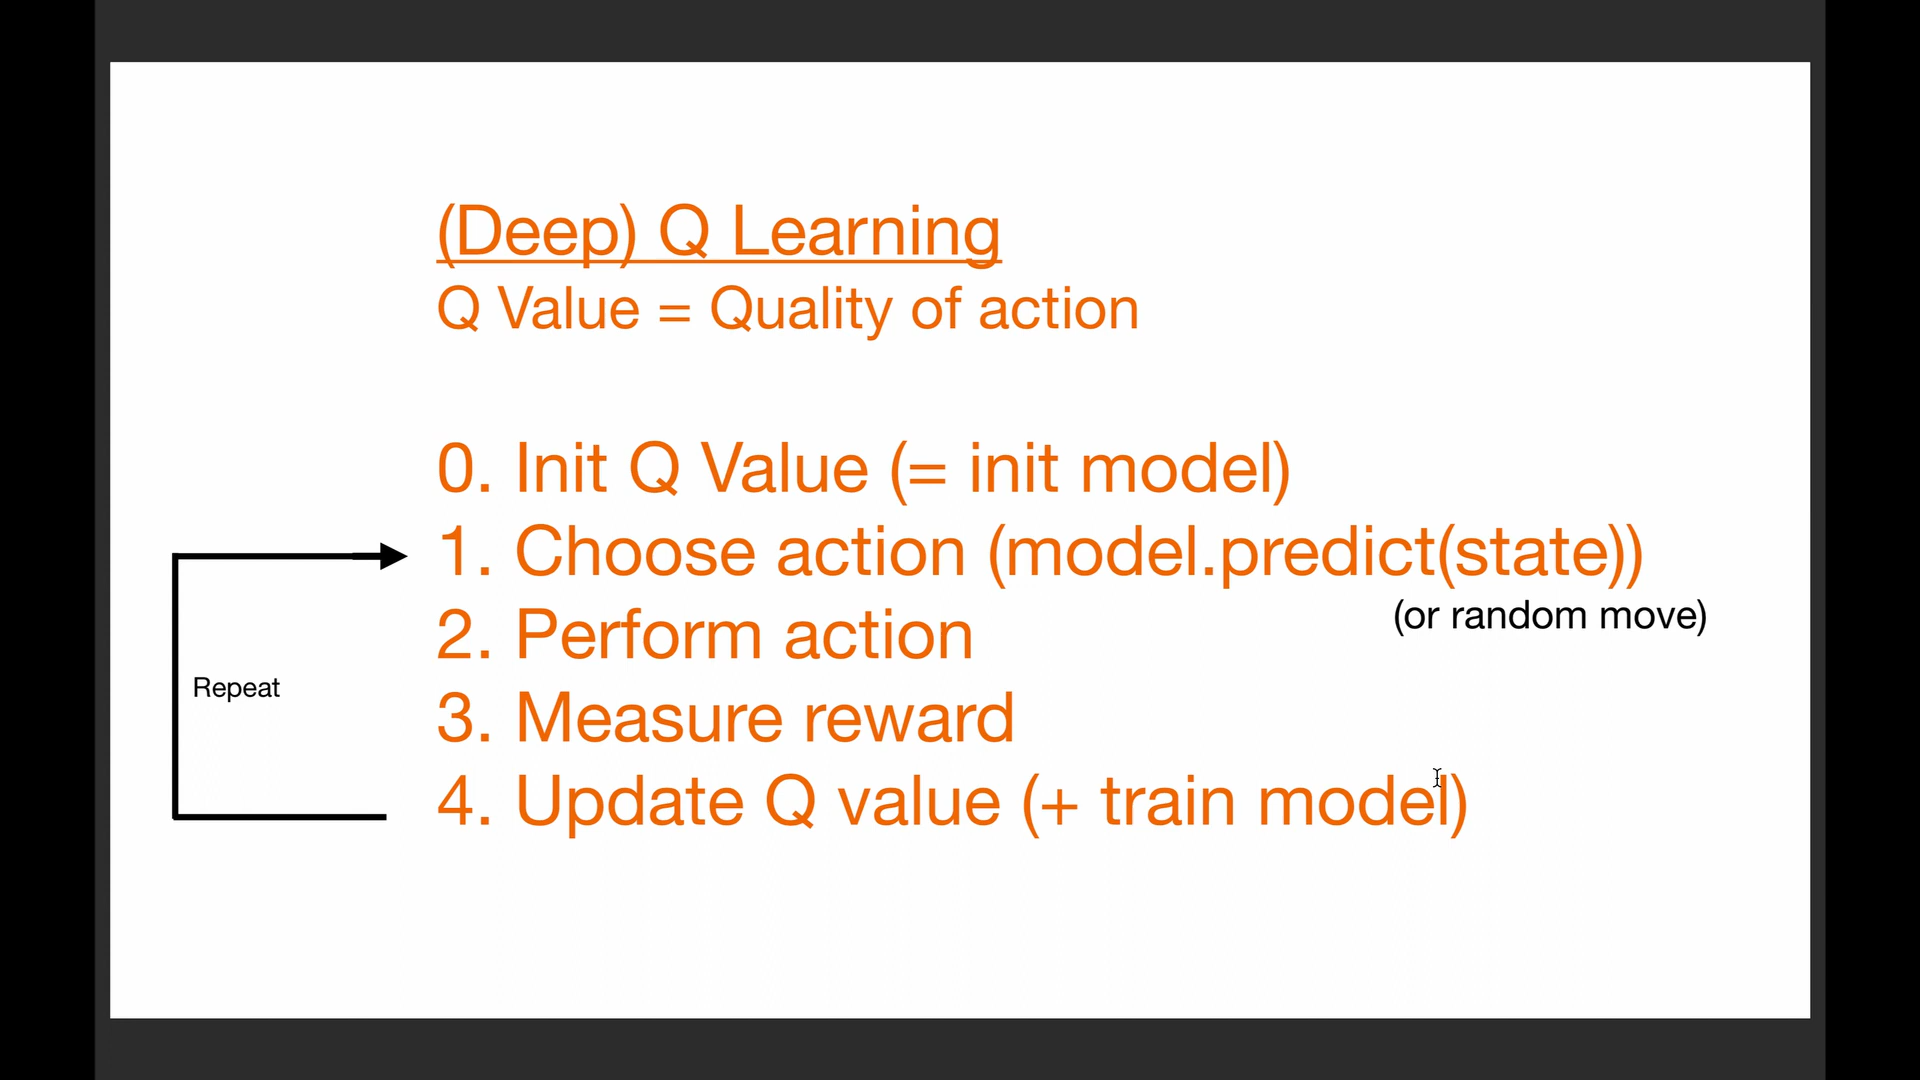 (Deep) Q Learning
Q Value = Quality of action
0. Init Q Value (= init model)
1. Choose action (model.predict(state))
(or random move)
2. Perform action
Repeat
3. Measure reward
4. Update Q value (+ train model)